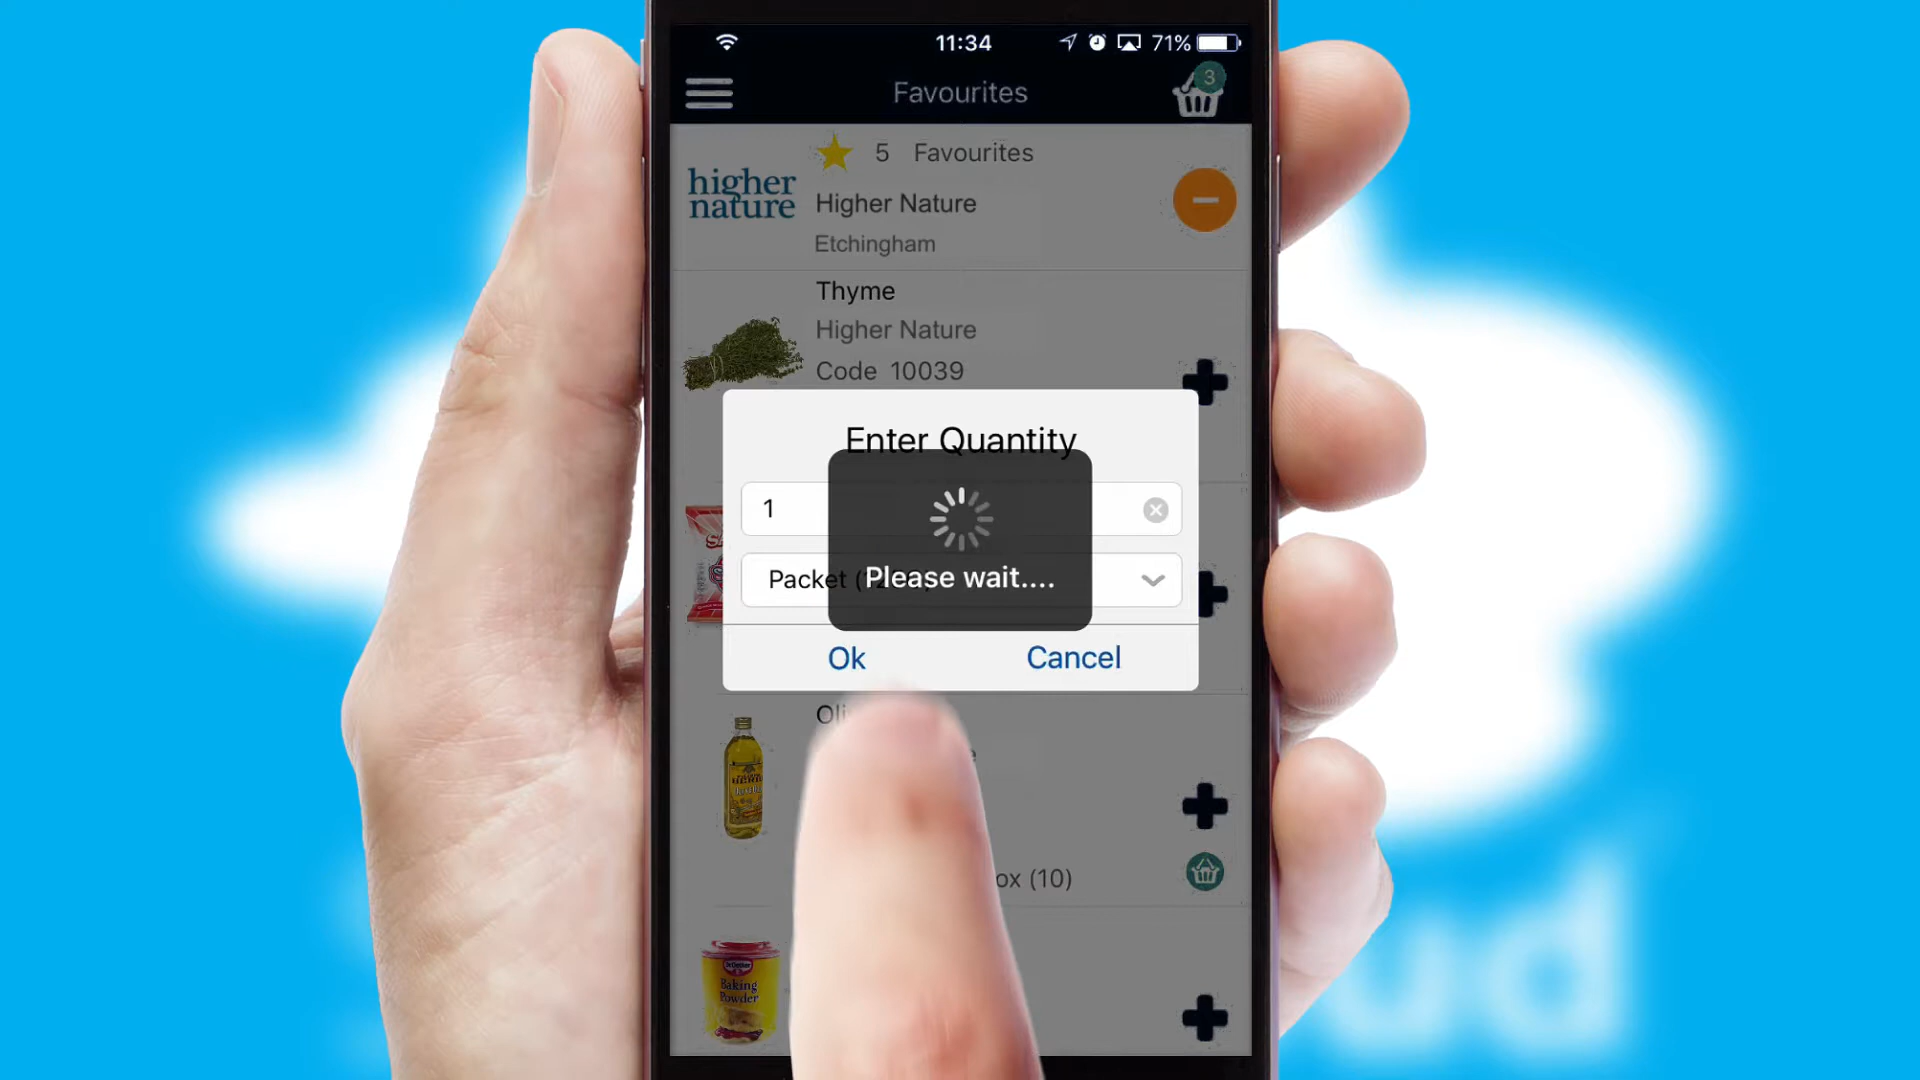 11:34
71%
Favourites
3
5 Favourites
higher
nature
Higher Nature
Etchingham
Thyme
Higher Nature
Code 10039
Enter Quantity
1
Packet
Please wait....
Ok
Cancel
ox (10)
Baking
Powder
ud